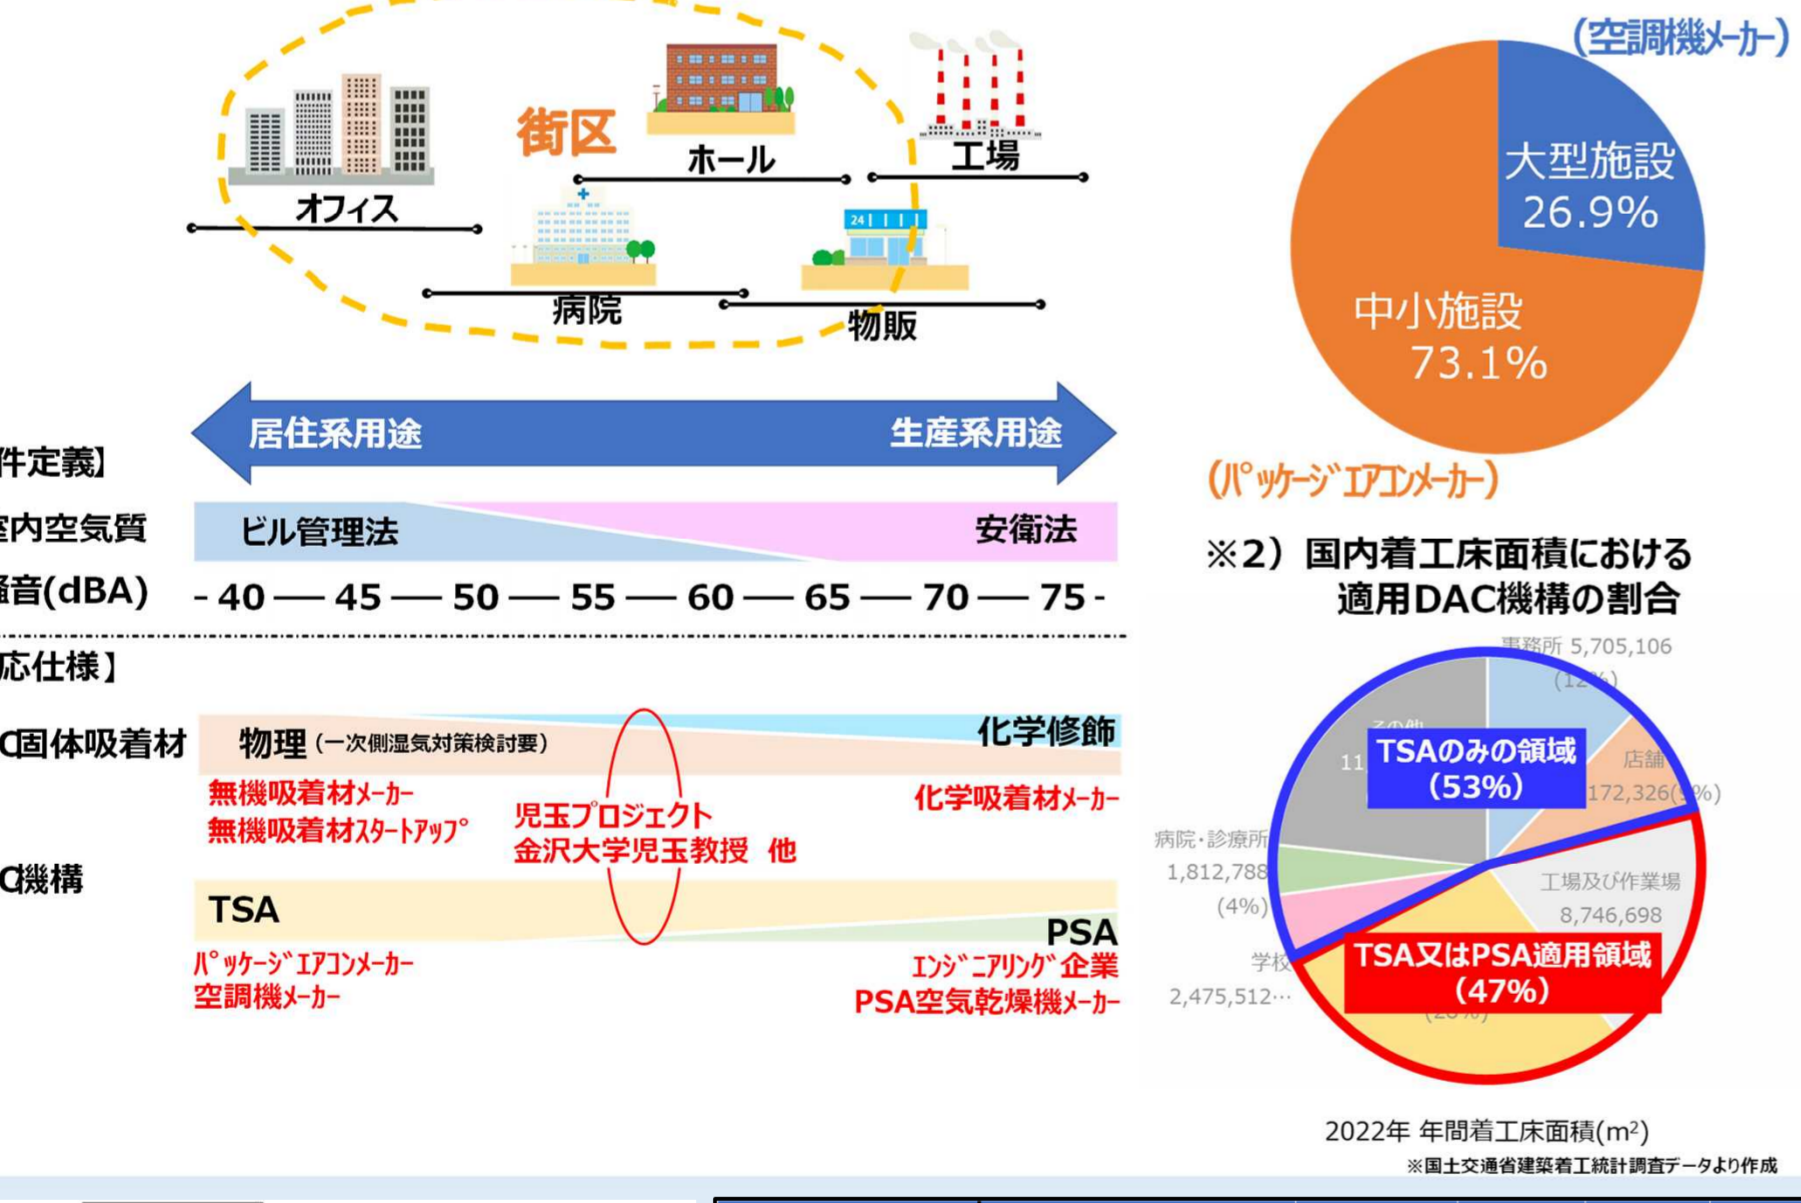 街区
ホール
工場
オフィス
24
病院
物販
居住系用途
生産系用途
件定義】
室内空気質
ビル管理法
安衛法
騒音(dBA)
- 40 — 45 — 50 — 55 — 60 — 65 — 70 — 75 -
応仕様】
C固体吸着材
物理（一次側湿気対策検討要）
化学修飾
無機吸着材メーカー
無機吸着材スタートアップ
児玉プロジェクト
金沢大学児玉教授 他
化学吸着材メーカー
C機構
TSA
PSA
パッケージエアコンメーカー
空調機メーカー
エンジニアリング企業
PSA空気乾燥機メーカー
（空調機メーカー）
大型施設
26.9%
中小施設
73.1%
（パッケージエアコンメーカー）
※2）国内着工床面積における
適用DAC機構の割合
事務所 5,705,106
(12%)
その他
11
店舗
172,326(9%)
TSAのみの領域
（53%）
病院・診療所
1,812,788
(4%)
工場及び作業場
8,746,698
TSA又はPSA適用領域
（47%）
学校
2,475,512…
2022年 年間着工床面積(m²)
※国土交通省建築着工統計調査データより作成